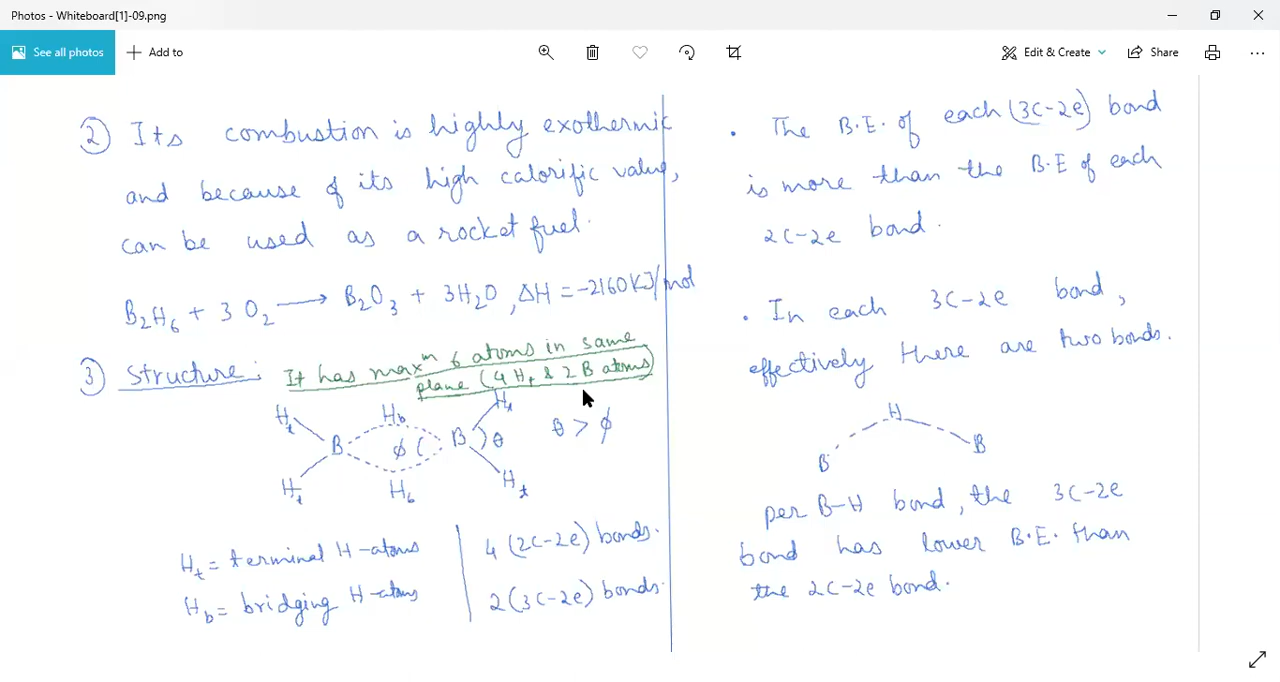 Photos - Whiteboard[1]-09.png
See all photos
Add to
Edit & Create
Share
② Its combustion is highly exothermic
and because of its high calorific value,
can be used as a rocket fuel.
B₂H₆ + 3 O₂ ⟶ B₂O₃ + 3H₂O, ΔH = -2160 KJ/mol
③ Structure : It has maxᵐ 6 atoms in same
plane (4 Hₜ & 2 B atoms)
Hₜ H_b Hₜ
B ϕ B θ θ > ϕ
Hₜ H_b Hₜ
Hₜ = terminal H-atoms
H_b = bridging H-atoms
4 (2C-2e) bonds.
2 (3C-2e) bonds.
• The B.E. of each (3C-2e) bond
is more than the B.E of each
2C-2e bond.
• In each 3C-2e bond,
effectively there are two bonds.
H
B B
per B-H bond, the 3C-2e
bond has lower B.E. than
the 2C-2e bond.